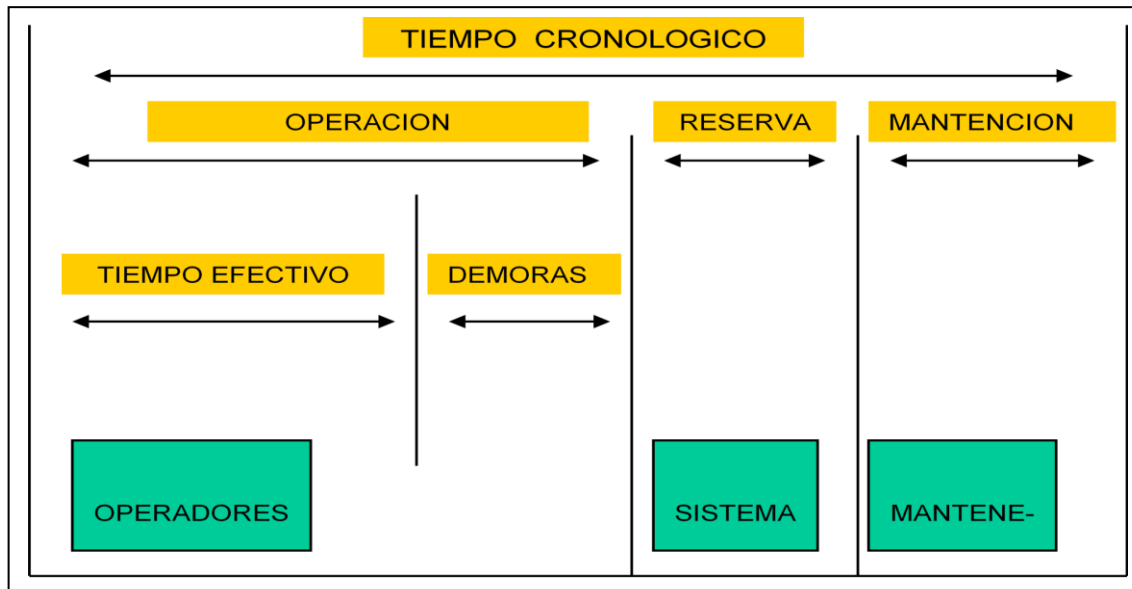 TIEMPO CRONOLOGICO
OPERACION
RESERVA
MANTENCION
TIEMPO EFECTIVO
DEMORAS
OPERADORES
SISTEMA
MANTENE-